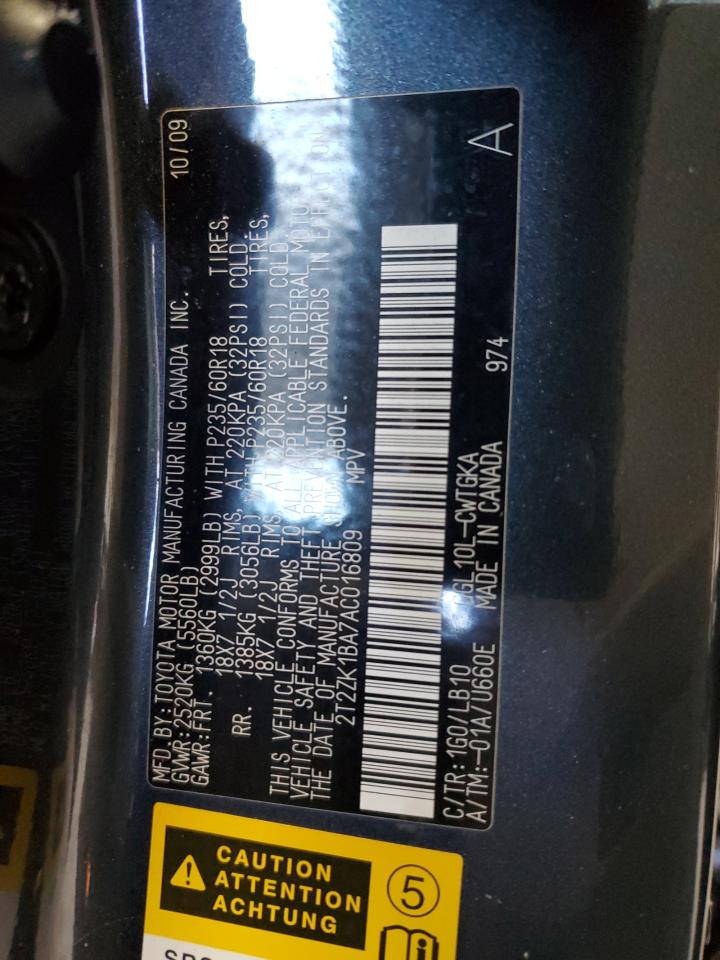 MFD.BY:TOYOTA MOTOR MANUFACTURING CANADA INC. 10/09
GVWR:2520KG (5560LB)
GAWR:FRT. 1360KG (2999LB) WITH P235/60R18 TIRES,
18X7 1/2J RIMS, AT 220KPA (32PSI) COLD.
RR. 1385KG (3056LB) WITH P235/60R18 TIRES,
18X7 1/2J RIMS, AT 220KPA (32PSI) COLD.
THIS VEHICLE CONFORMS TO ALL APPLICABLE FEDERAL MOTOR
VEHICLE SAFETY AND THEFT PREVENTION STANDARDS IN EFFECT ON
THE DATE OF MANUFACTURE SHOWN ABOVE.
2T2ZK1BA7AC016809 MPV
C/TR:1G0/LB10 GGL10L-CWTGKA 974 A
A/TM:-01A/U660E MADE IN CANADA
CAUTION
ATTENTION
ACHTUNG
5